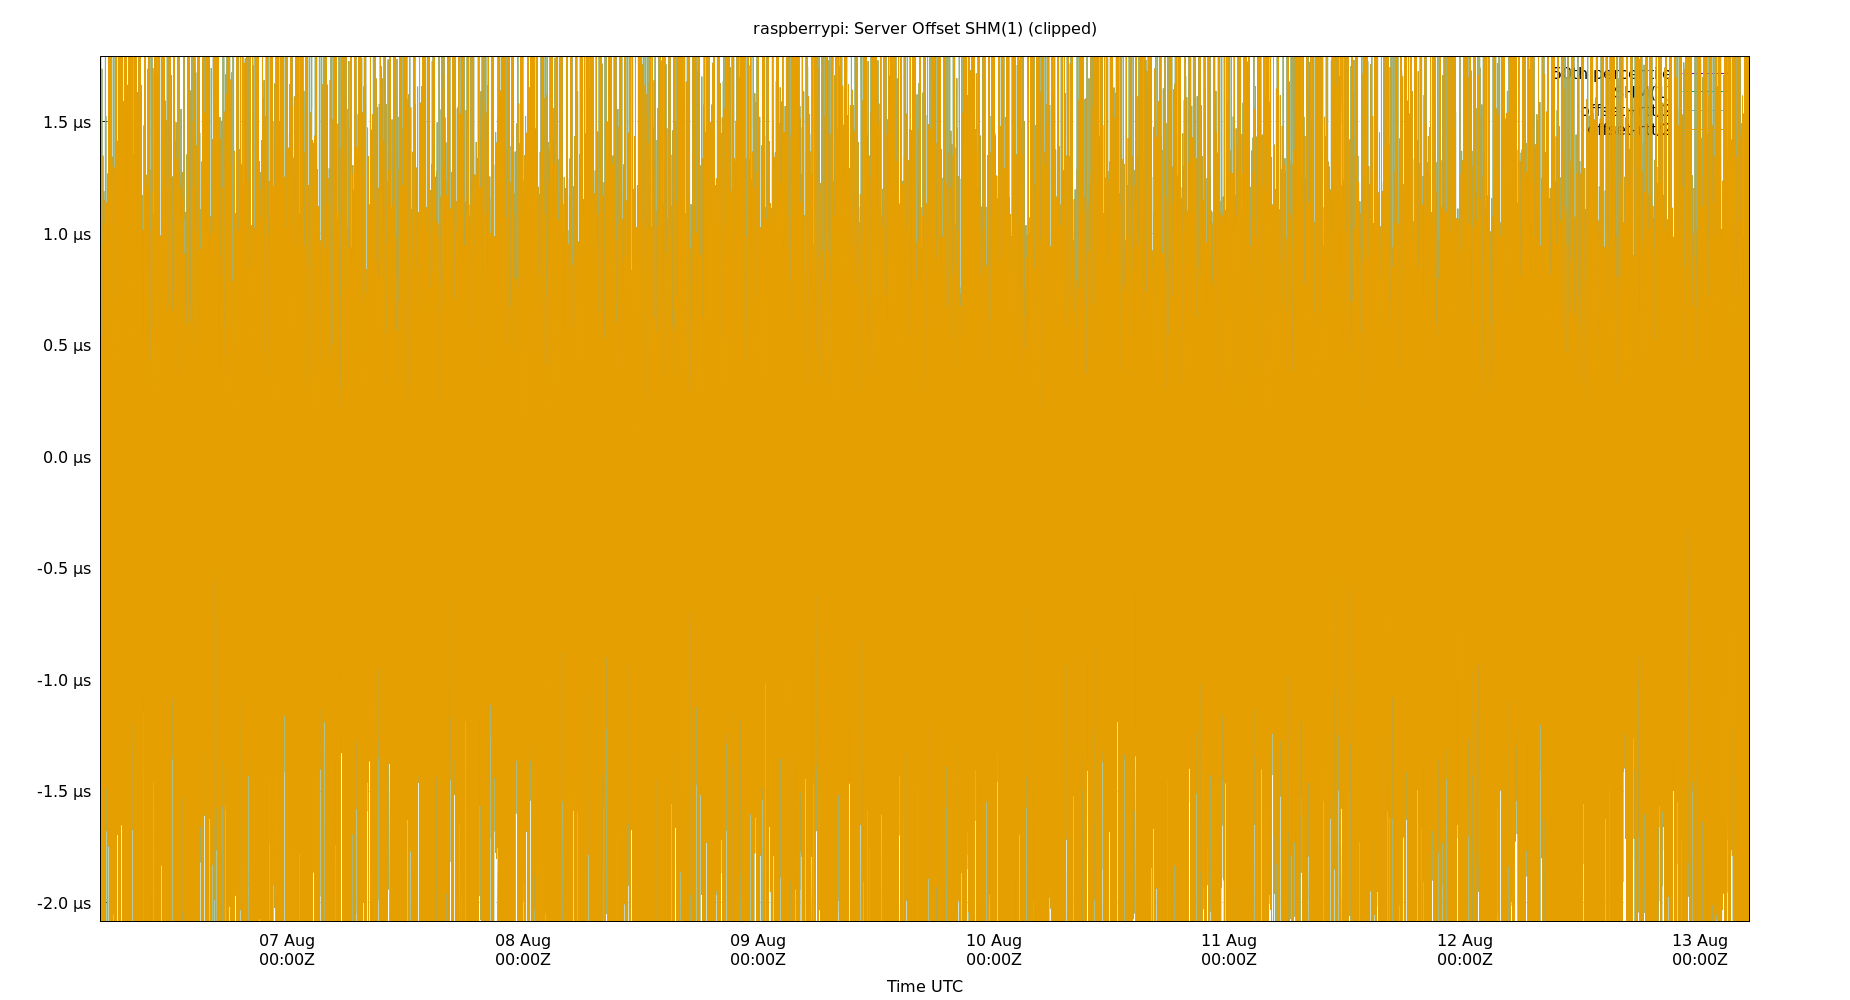 raspberrypi: Server Offset SHM(1) (clipped)
50th percentile
1.5 µs
1.0 µs
0.5 µs
0.0 µs
-0.5 µs
-1.0 µs
-1.5 µs
-2.0 µs
07 Aug 08 Aug 09 Aug 10 Aug 11 Aug 12 Aug 13 Aug
00:00Z 00:00Z 00:00Z 00:00Z 00:00Z 00:00Z 00:00Z
Time UTC